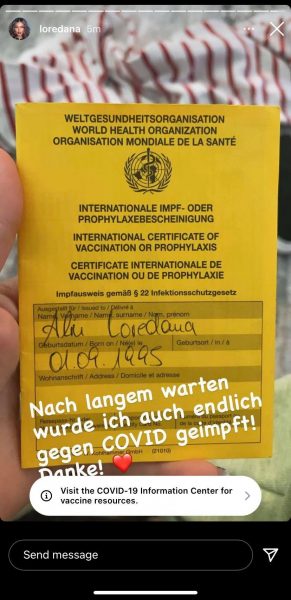 loredana 5m
WELTGESUNDHEITSORGANISATION
WORLD HEALTH ORGANIZATION
ORGANISATION MONDIALE DE LA SANTÉ
INTERNATIONALE IMPF- ODER
PROPHYLAXEBESCHEINIGUNG
INTERNATIONAL CERTIFICATE OF
VACCINATION OR PROPHYLAXIS
CERTIFICATE INTERNATIONALE DE
VACCINATION OU DE PROPHYLAXIE
Impfausweis gemäß § 22 Infektionsschutzgesetz
Ausgestellt für / Issued to / Délivré à
Name, Vorname / Name, surname / Nom, prénom
Loredana
Geburtsdatum / Born on / Né(e) le
Geburtsort / In / à
01.09.1995
Wohnanschrift / Address / Domicile et adresse
Nach langem warten
wurde ich auch endlich
gegen COVID geimpft!
Danke! ❤️
GmbH (21010)
Visit the COVID-19 Information Center for
vaccine resources.
Send message